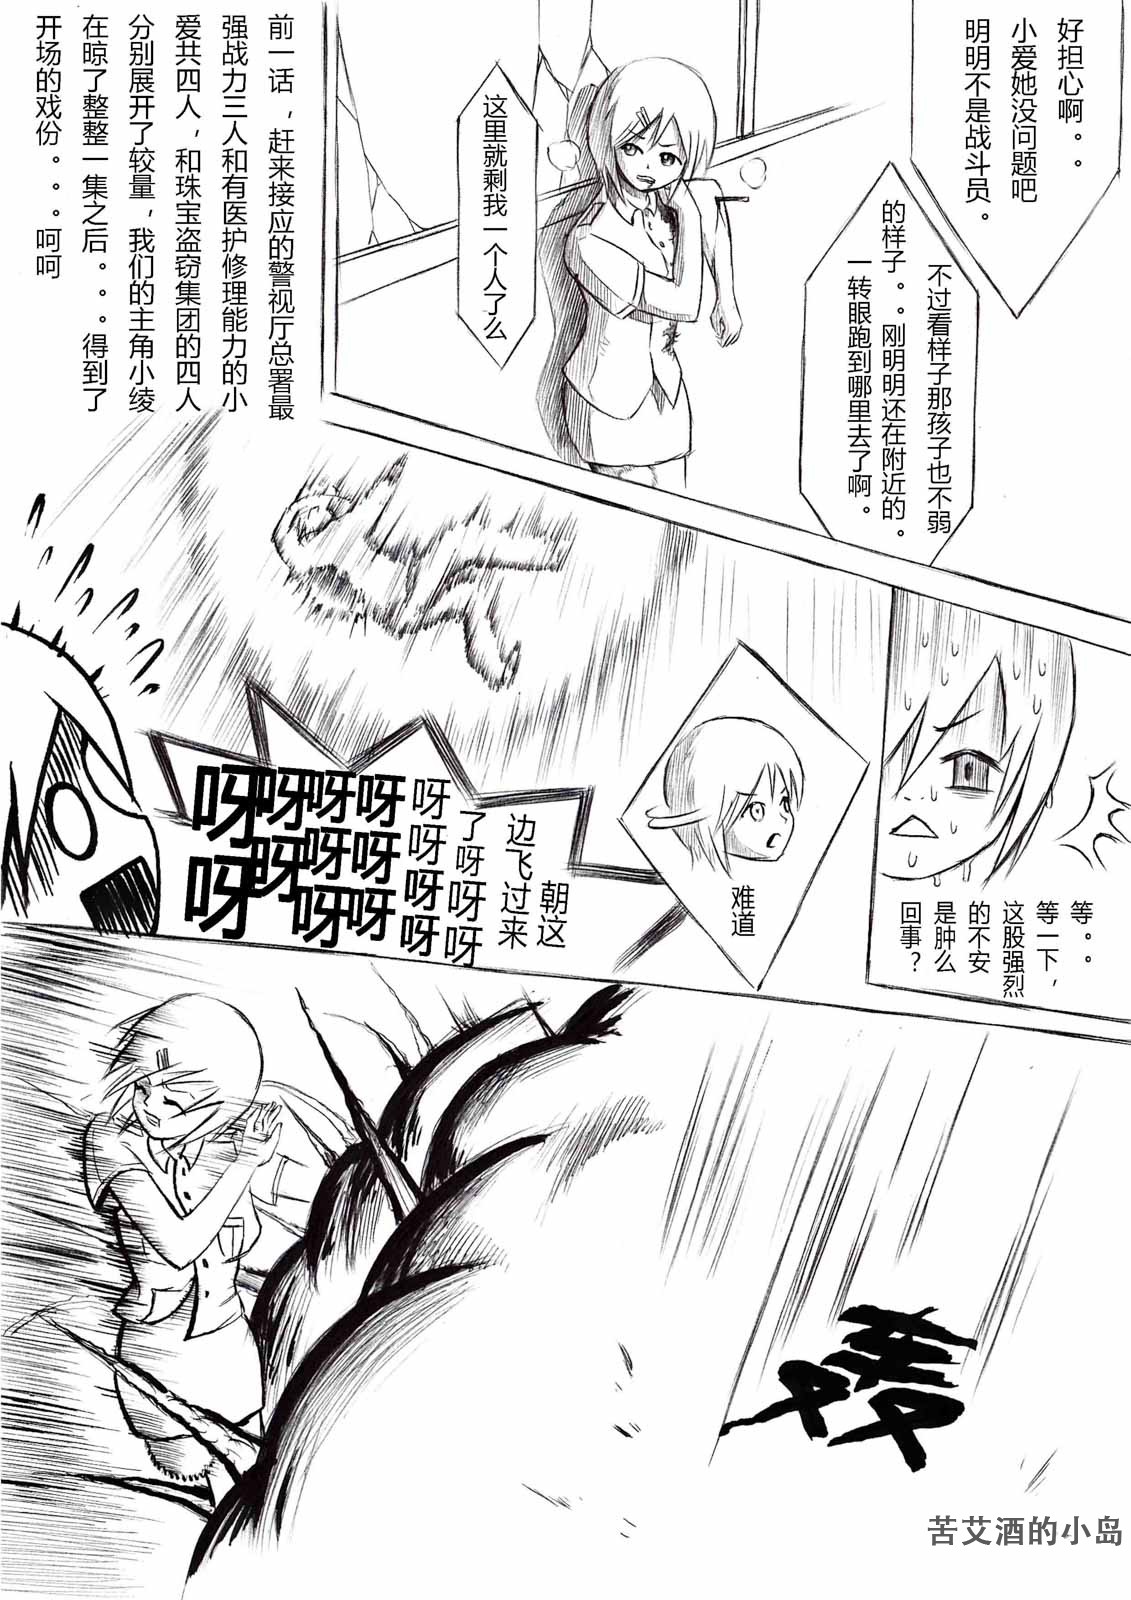 好担心啊。。
小爱她没问题吧
明明不是战斗员。
不过看样子那孩子也不弱
的样子。。刚明明还在附近的。
一转眼跑到哪里去了啊。
这里就剩我一个人了么
前一话，赶来接应的警视厅总署最
强战力三人和有医护修理能力的小
爱共四人，和珠宝盗窃集团的四人
分别展开了较量，我们的主角小绫
在晾了整整一集之后。。。得到了
开场的戏份。。。呵呵
等。。
等一下，
这股强烈
的不安
是肿么
回事？
难道
朝这
边飞过来
了呀呀呀
呀呀呀呀
呀呀呀
呀呀呀
呀呀
呀呀
轰
苦艾酒的小岛